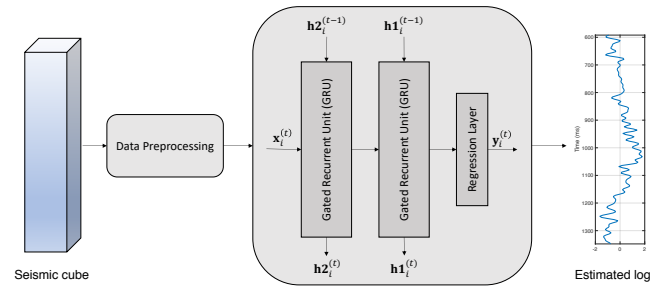 h2_i^(t-1)
h1_i^(t-1)
Data Preprocessing
x_i^(t)
Gated Recurrent Unit (GRU)
Gated Recurrent Unit (GRU)
Regression Layer
y_i^(t)
h2_i^(t)
h1_i^(t)
Seismic cube
600
700
800
900
1000
1100
1200
1300
Time (ms)
-2
0
2
Estimated log